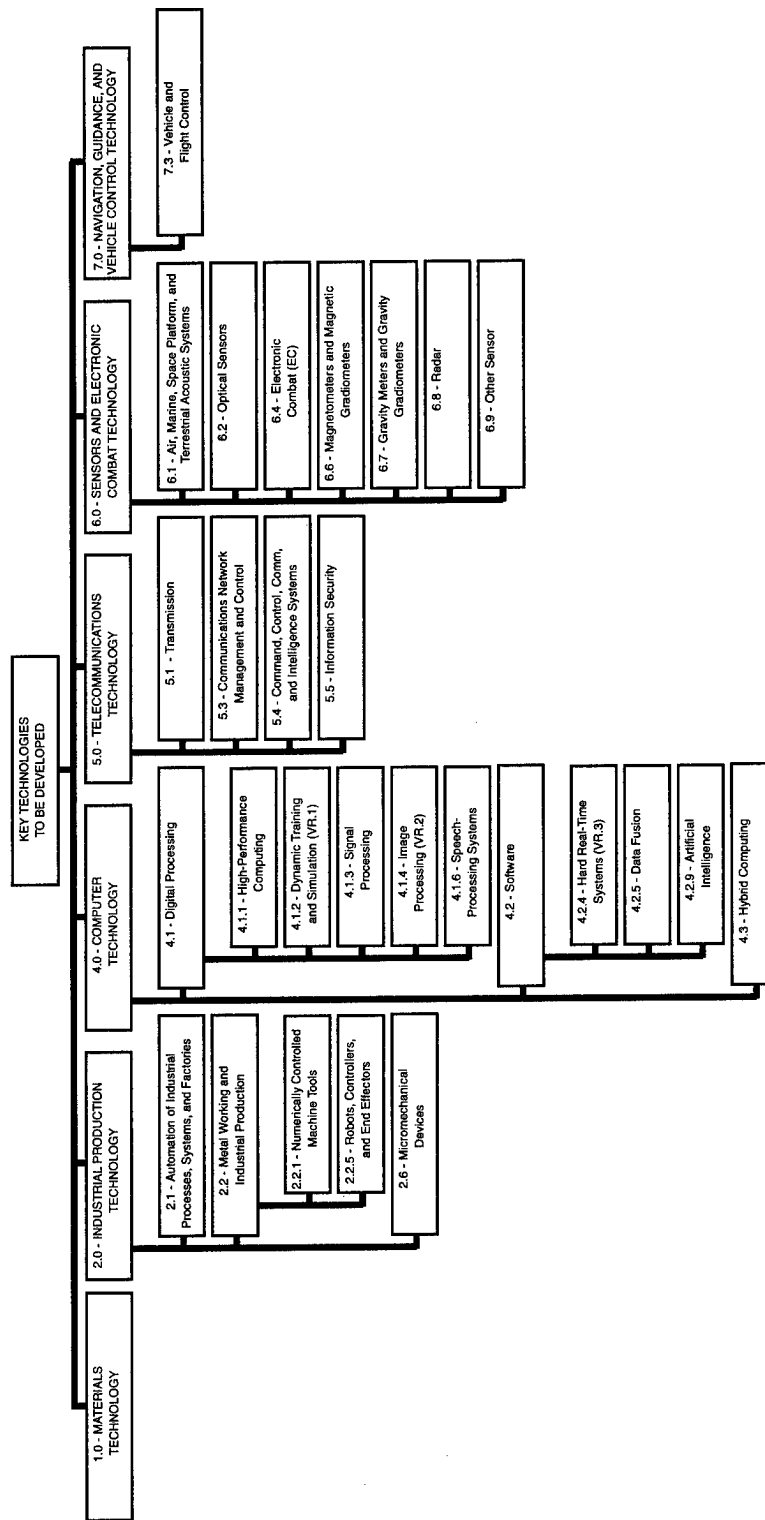 KEY TECHNOLOGIES
TO BE DEVELOPED
1.0 - MATERIALS
TECHNOLOGY
2.0 - INDUSTRIAL PRODUCTION
TECHNOLOGY
2.1 - Automation of Industrial
Processes, Systems, and Factories
2.2 - Metal Working and
Industrial Production
2.2.1 - Numerically Controlled
Machine Tools
2.2.5 - Robots, Controllers,
and End Effectors
2.6 - Micromechanical
Devices
4.0 - COMPUTER
TECHNOLOGY
4.1 - Digital Processing
4.1.1 - High-Performance
Computing
4.1.2 - Dynamic Training
and Simulation (VR.1)
4.1.3 - Signal
Processing
4.1.4 - Image
Processing (VR.2)
4.1.6 - Speech-
Processing Systems
4.2 - Software
4.2.4 - Hard Real-Time
Systems (VR.3)
4.2.5 - Data Fusion
4.2.9 - Artificial
Intelligence
4.3 - Hybrid Computing
5.0 - TELECOMMUNICATIONS
TECHNOLOGY
5.1 - Transmission
5.3 - Communications Network
Management and Control
5.4 - Command, Control, Comm,
and Intelligence Systems
5.5 - Information Security
6.0 - SENSORS AND ELECTRONIC
COMBAT TECHNOLOGY
6.1 - Air, Marine, Space Platform, and
Terrestrial Acoustic Systems
6.2 - Optical Sensors
6.4 - Electronic
Combat (EC)
6.6 - Magnetometers and Magnetic
Gradiometers
6.7 - Gravity Meters and Gravity
Gradiometers
6.8 - Radar
6.9 - Other Sensor
7.0 - NAVIGATION, GUIDANCE, AND
VEHICLE CONTROL TECHNOLOGY
7.3 - Vehicle and
Flight Control